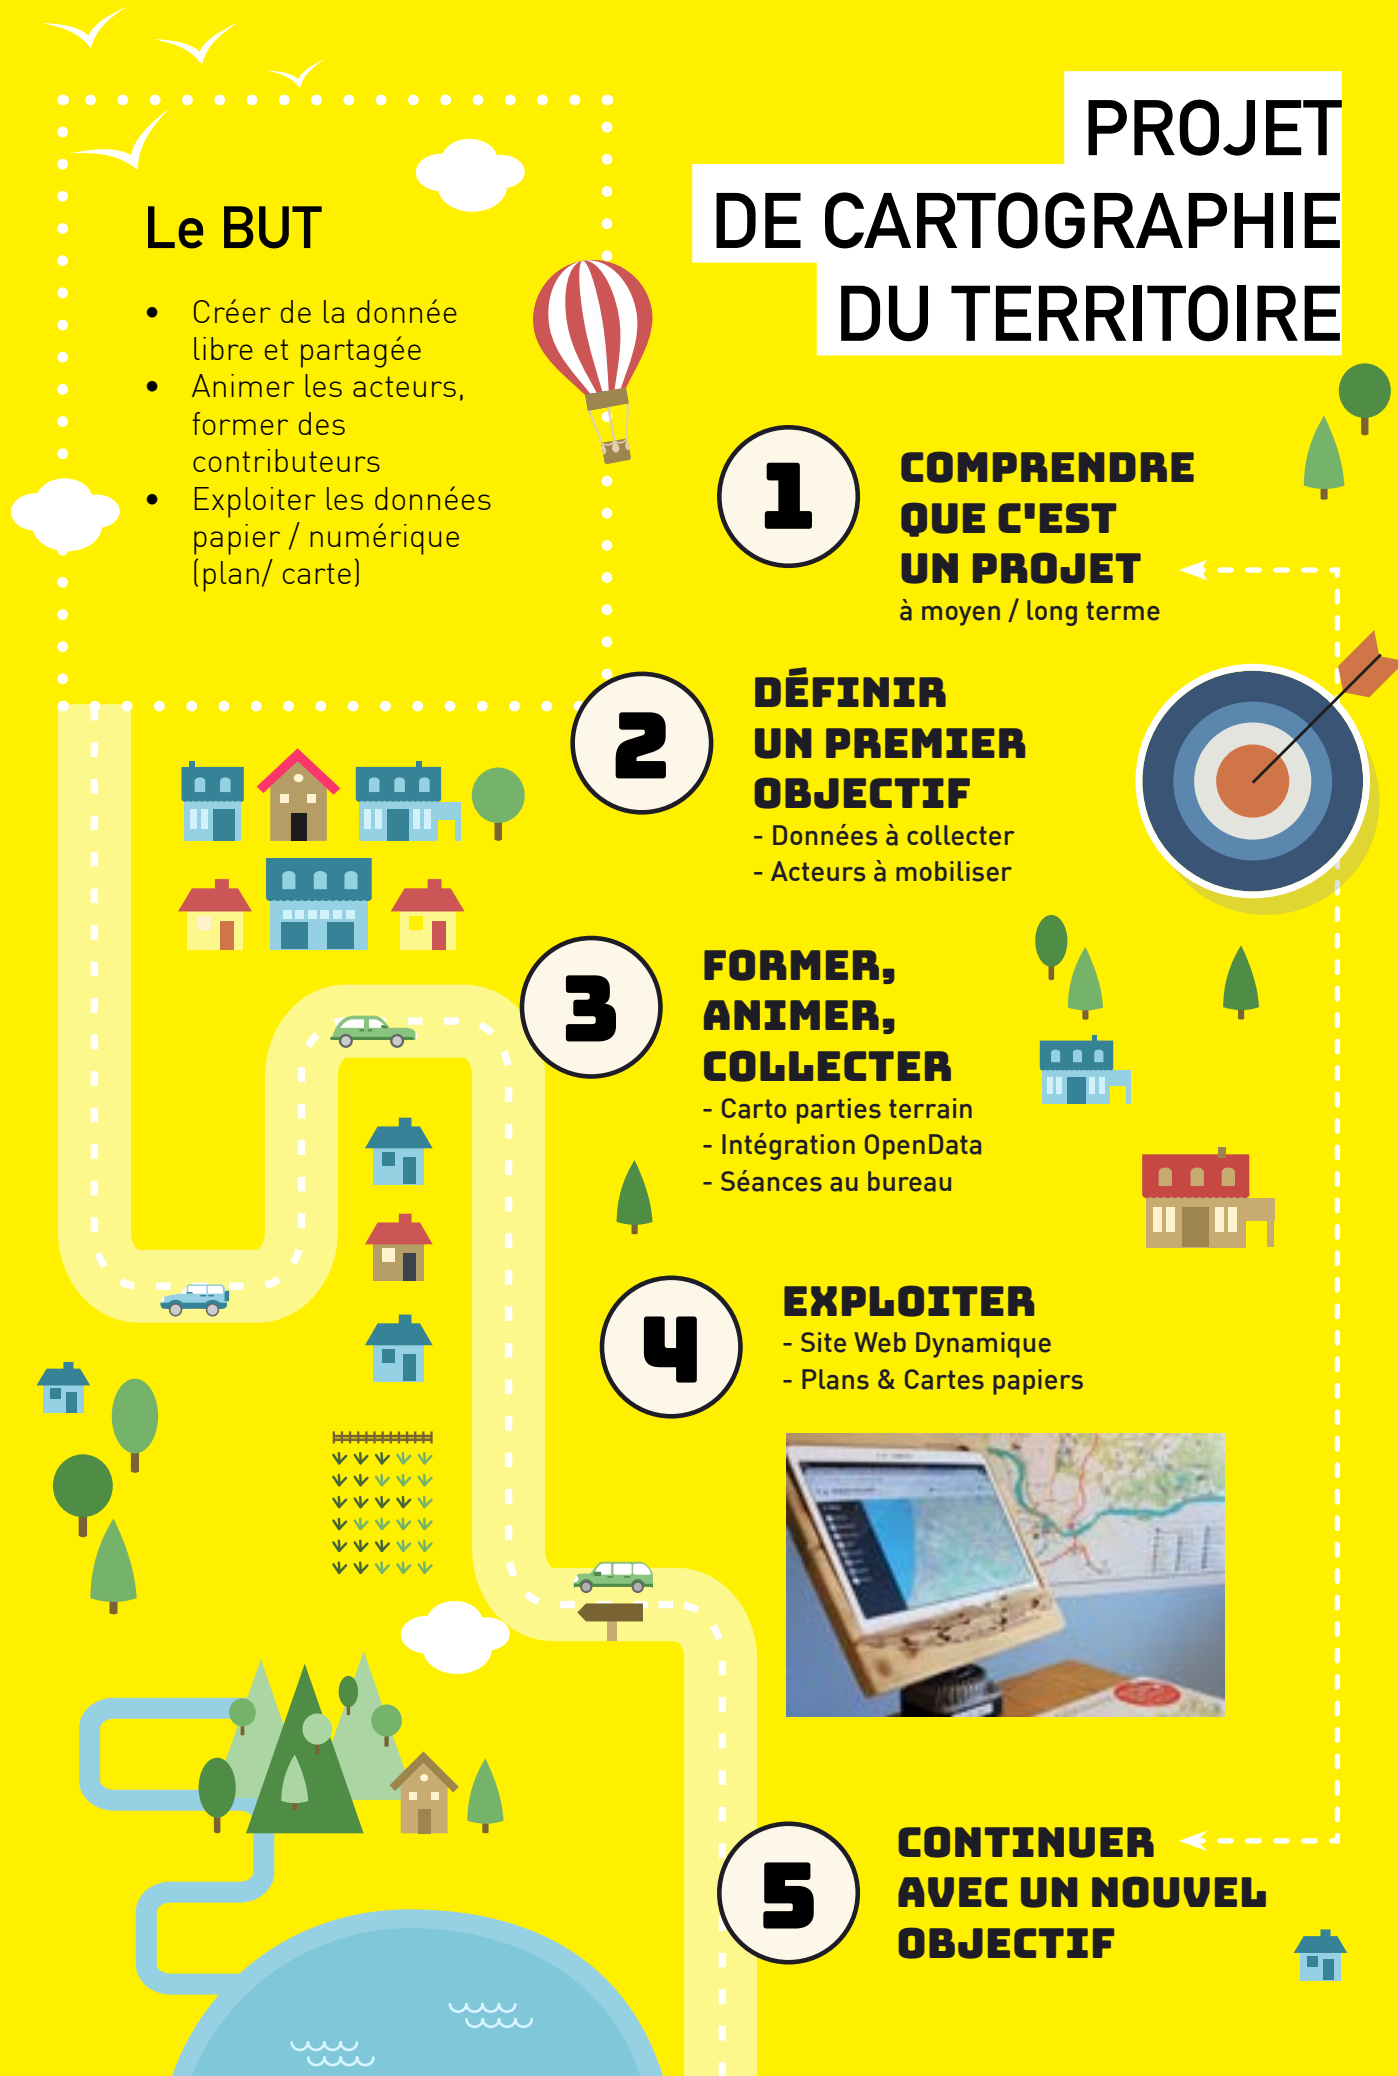 PROJET
DE CARTOGRAPHIE
DU TERRITOIRE
Le BUT
• Créer de la donnée
libre et partagée
• Animer les acteurs,
former des
contributeurs
• Exploiter les données
papier / numérique
(plan/ carte)
1
COMPRENDRE
QUE C'EST
UN PROJET
à moyen / long terme
2
DÉFINIR
UN PREMIER
OBJECTIF
- Données à collecter
- Acteurs à mobiliser
3
FORMER,
ANIMER,
COLLECTER
- Carto parties terrain
- Intégration OpenData
- Séances au bureau
4
EXPLOITER
- Site Web Dynamique
- Plans & Cartes papiers
5
CONTINUER
AVEC UN NOUVEL
OBJECTIF